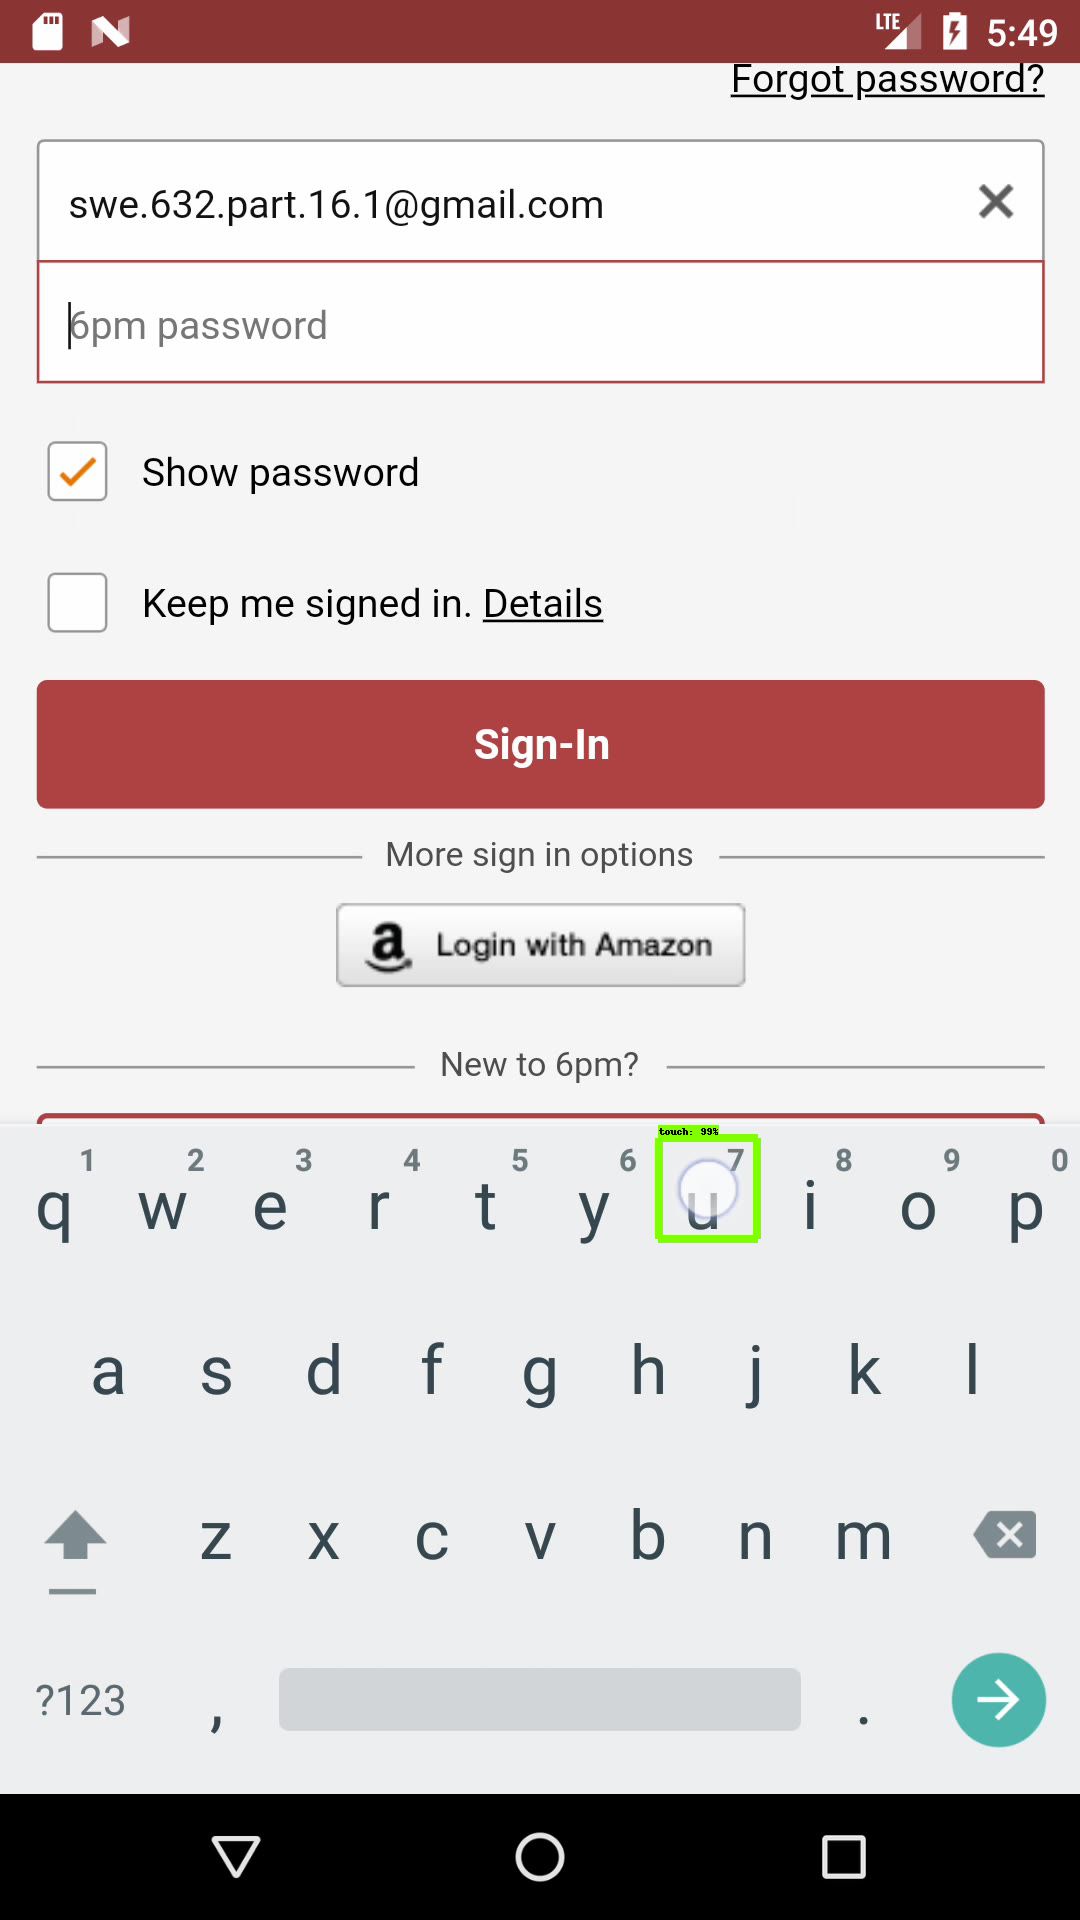 LTE 5:49
Forgot password?
swe.632.part.16.1@gmail.com
6pm password
Show password
Keep me signed in. Details
Sign-In
More sign in options
a Login with Amazon
New to 6pm?
touch: 99%
1 2 3 4 5 6 7 8 9 0
q w e r t y u i o p
a s d f g h j k l
z x c v b n m
?123 , .